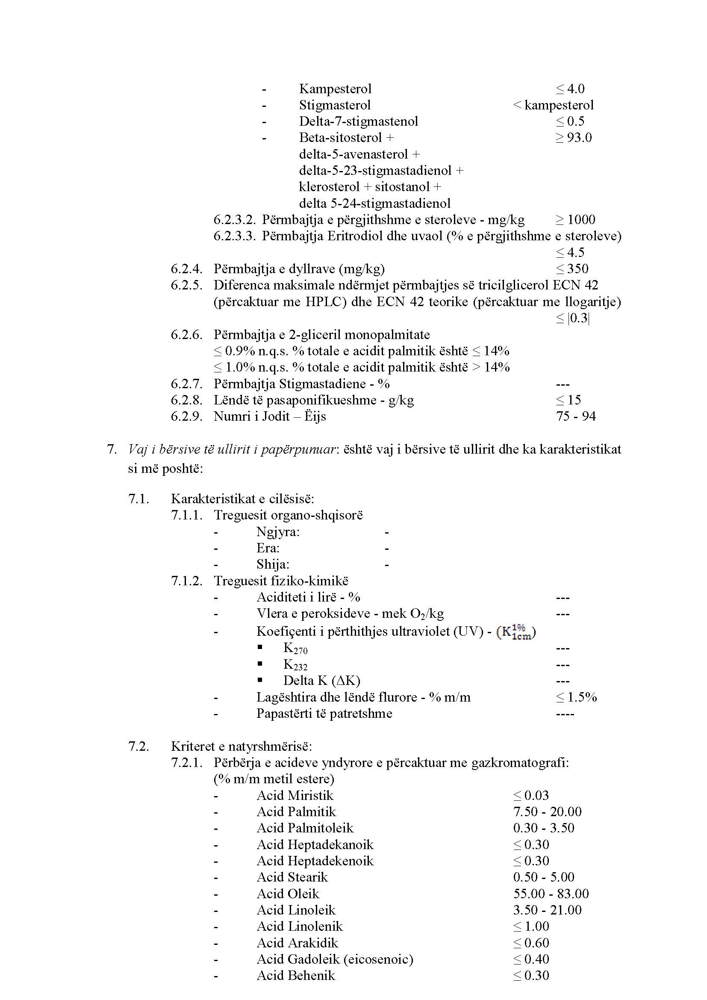 - Kampesterol ≤ 4.0
- Stigmasterol < kampesterol
- Delta-7-stigmastenol ≤ 0.5
- Beta-sitosterol + ≥ 93.0
delta-5-avenasterol +
delta-5-23-stigmastadienol +
klerosterol + sitostanol +
delta 5-24-stigmastadienol
6.2.3.2. Përmbajtja e përgjithshme e steroleve - mg/kg ≥ 1000
6.2.3.3. Përmbajtja Eritrodiol dhe uvaol (% e përgjithshme e steroleve)
≤ 4.5
6.2.4. Përmbajtja e dyllrave (mg/kg) ≤ 350
6.2.5. Diferenca maksimale ndërmjet përmbajtjes së tricilglicerol ECN 42
(përcaktuar me HPLC) dhe ECN 42 teorike (përcaktuar me llogaritje)
≤ |0.3|
6.2.6. Përmbajtja e 2-gliceril monopalmitate
≤ 0.9% n.q.s. % totale e acidit palmitik është ≤ 14%
≤ 1.0% n.q.s. % totale e acidit palmitik është > 14%
6.2.7. Përmbajtja Stigmastadiene - % ---
6.2.8. Lëndë të pasaponifikueshme - g/kg ≤ 15
6.2.9. Numri i Jodit – Ëijs 75 - 94
7. Vaj i bërsive të ullirit i papërpunuar: është vaj i bërsive të ullirit dhe ka karakteristikat
si më poshtë:
7.1. Karakteristikat e cilësisë:
7.1.1. Treguesit organo-shqisorë
- Ngjyra: -
- Era: -
- Shija: -
7.1.2. Treguesit fiziko-kimikë
- Aciditeti i lirë - % ---
- Vlera e peroksideve - mek O₂/kg ---
- Koefiçenti i përthithjes ultraviolet (UV) - (K 1% 1cm)
▪ K₂₇₀ ---
▪ K₂₃₂ ---
▪ Delta K (ΔK) ---
- Lagështira dhe lëndë flurore - % m/m ≤ 1.5%
- Papastërti të patretshme ----
7.2. Kriteret e natyrshmërisë:
7.2.1. Përbërja e acideve yndyrore e përcaktuar me gazkromatografi:
(% m/m metil estere)
- Acid Miristik ≤ 0.03
- Acid Palmitik 7.50 - 20.00
- Acid Palmitoleik 0.30 - 3.50
- Acid Heptadekanoik ≤ 0.30
- Acid Heptadekenoik ≤ 0.30
- Acid Stearik 0.50 - 5.00
- Acid Oleik 55.00 - 83.00
- Acid Linoleik 3.50 - 21.00
- Acid Linolenik ≤ 1.00
- Acid Arakidik ≤ 0.60
- Acid Gadoleik (eicosenoic) ≤ 0.40
- Acid Behenik ≤ 0.30